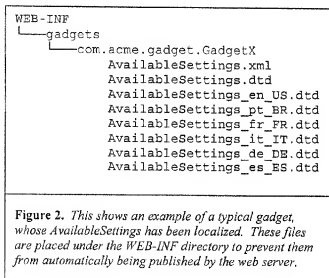 WEB-INF
gadgets
com.acme.gadget.GadgetX
AvailableSettings.xml
AvailableSettings.dtd
AvailableSettings_en_US.dtd
AvailableSettings_pt_BR.dtd
AvailableSettings_fr_FR.dtd
AvailableSettings_it_IT.dtd
AvailableSettings_de_DE.dtd
AvailableSettings_es_ES.dtd
Figure 2. This shows an example of a typical gadget,
whose AvailableSettings has been localized. These files
are placed under the WEB-INF directory to prevent them
from automatically being published by the web server.